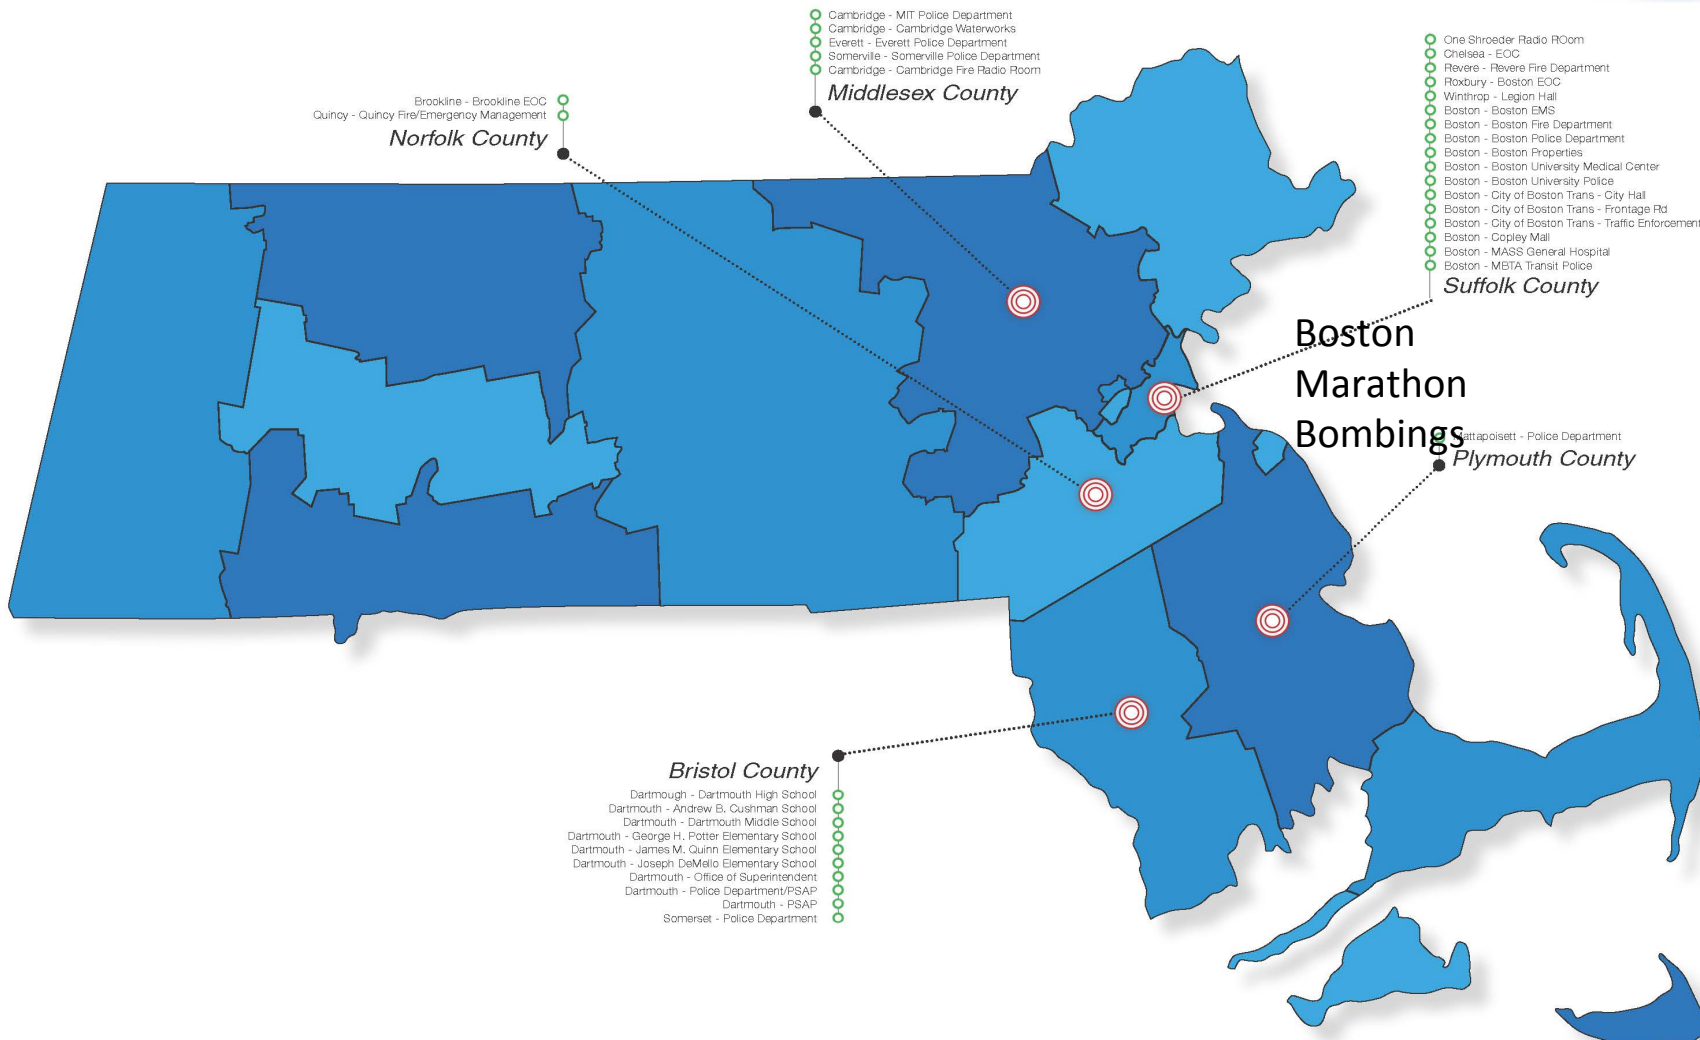 Cambridge - MIT Police Department
Cambridge - Cambridge Waterworks
Everett - Everett Police Department
Somerville - Somerville Police Department
Cambridge - Cambridge Fire Radio Room
Middlesex County
Brookline - Brookline EOC
Quincy - Quincy Fire/Emergency Management
Norfolk County
One Shroeder Radio ROom
Chelsea - EOC
Revere - Revere Fire Department
Roxbury - Boston EOC
Winthrop - Legion Hall
Boston - Boston EMS
Boston - Boston Fire Department
Boston - Boston Police Department
Boston - Boston Properties
Boston - Boston University Medical Center
Boston - Boston University Police
Boston - City of Boston Trans - City Hall
Boston - City of Boston Trans - Frontage Rd
Boston - City of Boston Trans - Traffic Enforcement
Boston - Copley Mall
Boston - MASS General Hospital
Boston - MBTA Transit Police
Suffolk County
Boston
Marathon
Bombings
Mattapoisett - Police Department
Plymouth County
Bristol County
Dartmough - Dartmouth High School
Dartmouth - Andrew B. Cushman School
Dartmouth - Dartmouth Middle School
Dartmouth - George H. Potter Elementary School
Dartmouth - James M. Quinn Elementary School
Dartmouth - Joseph DeMello Elementary School
Dartmouth - Office of Superintendent
Dartmouth - Police Department/PSAP
Dartmouth - PSAP
Somerset - Police Department